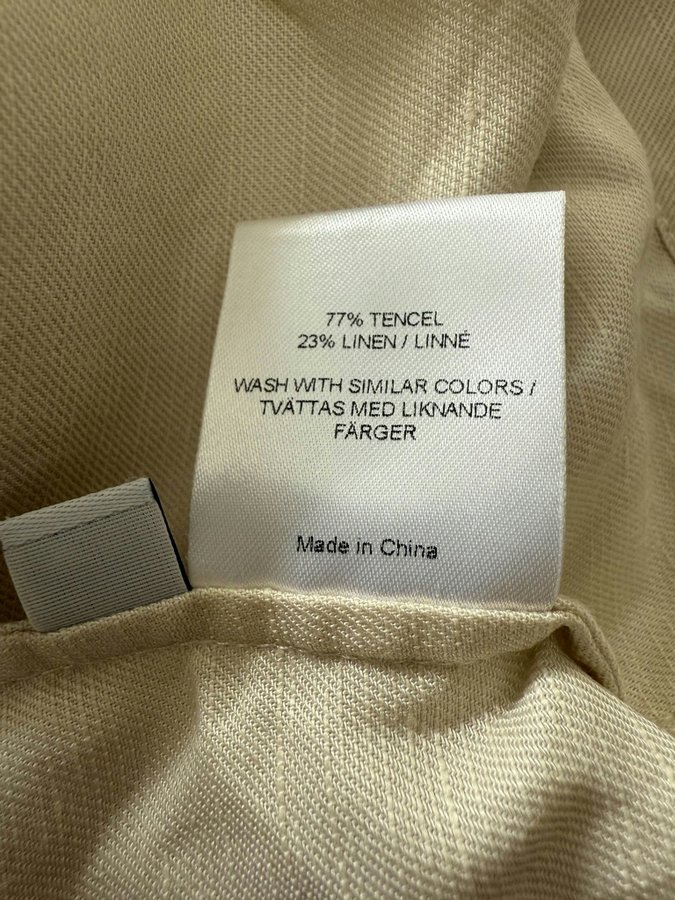 77% TENCEL
23% LINEN / LINNÉ
WASH WITH SIMILAR COLORS /
TVÄTTAS MED LIKNANDE
FÄRGER
Made in China